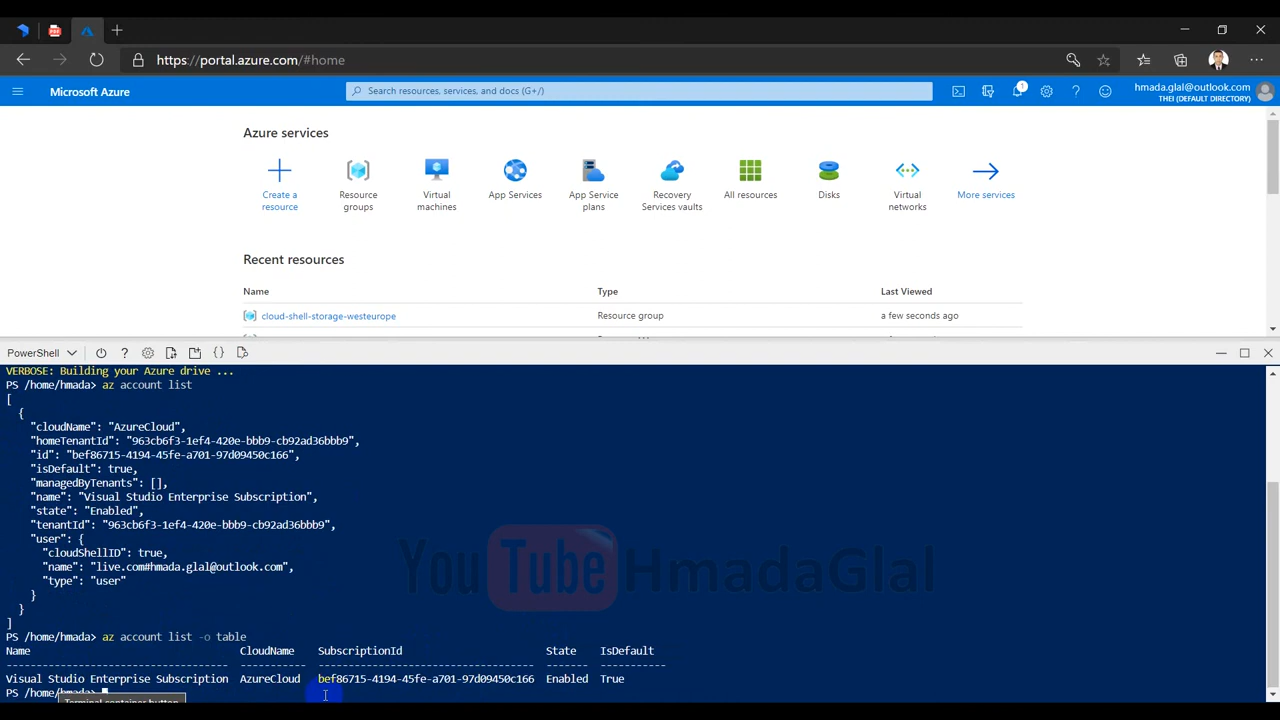 https://portal.azure.com/#home
Microsoft Azure
Search resources, services, and docs (G+/)
1
hmada.glal@outlook.com
THEI (DEFAULT DIRECTORY)
Azure services
Create a resource
Resource groups
Virtual machines
App Services
App Service plans
Recovery Services vaults
All resources
Disks
Virtual networks
More services
Recent resources
Name Type Last Viewed
cloud-shell-storage-westeurope Resource group a few seconds ago
PowerShell
VERBOSE: Building your Azure drive ...
PS /home/hmada> az account list
[
{
"cloudName": "AzureCloud",
"homeTenantId": "963cb6f3-1ef4-420e-bbb9-cb92ad36bbb9",
"id": "bef86715-4194-45fe-a701-97d09450c166",
"isDefault": true,
"managedByTenants": [],
"name": "Visual Studio Enterprise Subscription",
"state": "Enabled",
"tenantId": "963cb6f3-1ef4-420e-bbb9-cb92ad36bbb9",
"user": {
"cloudShellID": true,
"name": "live.com#hmada.glal@outlook.com",
"type": "user"
}
}
]
YouTube HmadaGlal
PS /home/hmada> az account list -o table
Name CloudName SubscriptionId State IsDefault
------------------------------------- ---------- ------------------------------------ ------- -----------
Visual Studio Enterprise Subscription AzureCloud bef86715-4194-45fe-a701-97d09450c166 Enabled True
PS /home/hmada>
Terminal container button